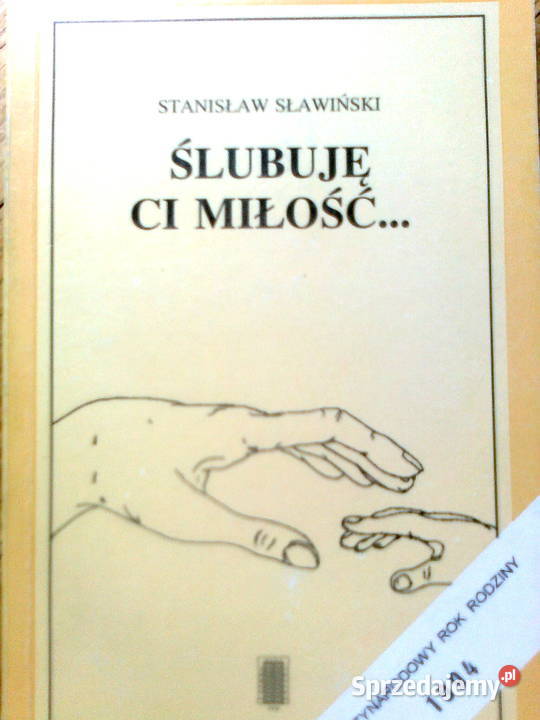 STANISŁAW SŁAWIŃSKI
ŚLUBUJĘ
CI MIŁOŚĆ...
ROK RODZINY
Sprzedajemy.pl